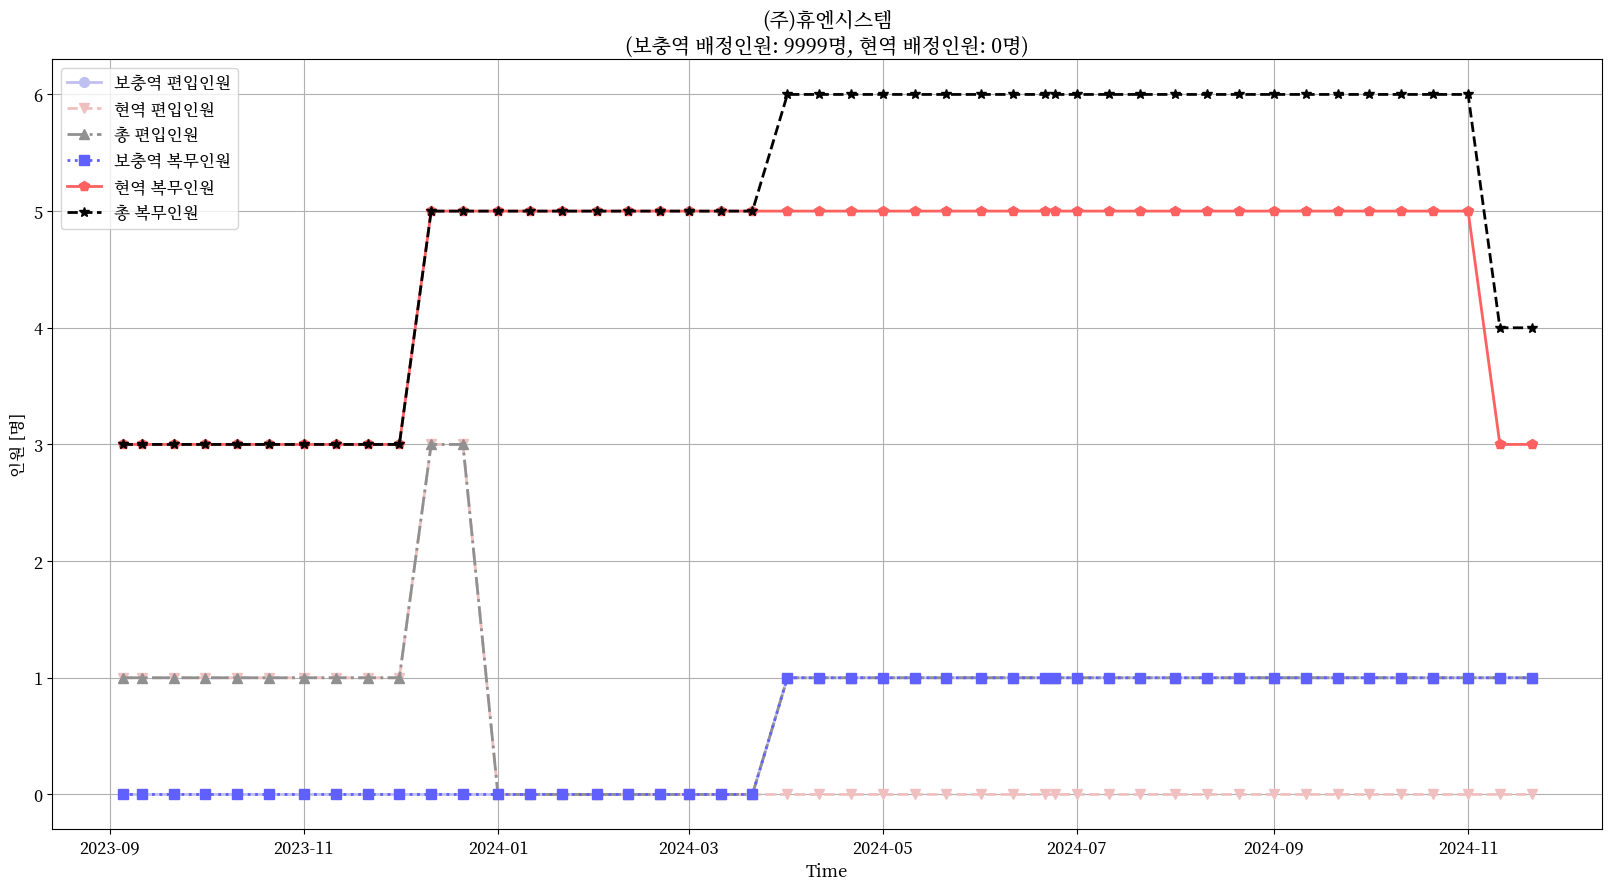 (주)휴엔시스템
(보충역 배정인원: 9999명, 현역 배정인원: 0명)
보충역 편입인원
현역 편입인원
총 편입인원
보충역 복무인원
현역 복무인원
총 복무인원
인원 [명]
6
5
4
3
2
1
0
2023-09
2023-11
2024-01
2024-03
2024-05
2024-07
2024-09
2024-11
Time